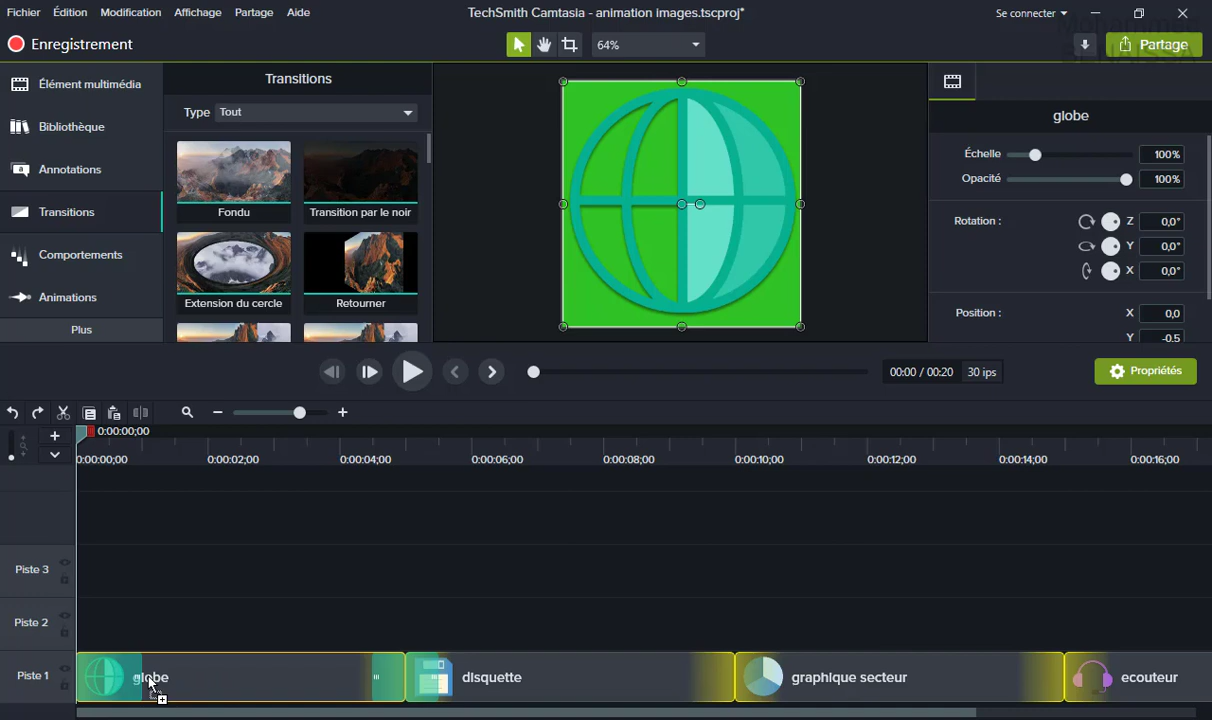 Fichier Édition Modification Affichage Partage Aide TechSmith Camtasia - animation images.tscproj* Se connecter
Enregistrement 64% Partage
Élément multimédia
Bibliothèque
Annotations
Transitions
Comportements
Animations
Plus
Transitions
Type Tout
Fondu Transition par le noir
Extension du cercle Retourner
globe
Échelle 100%
Opacité 100%
Rotation : Z 0,0°
Y 0,0°
X 0,0°
Position : X 0,0
Y -0,5
00:00 / 00:20 30 ips Propriétés
0:00:00;00
0:00:00;00 0:00:02;00 0:00:04;00 0:00:06;00 0:00:08;00 0:00:10;00 0:00:12;00 0:00:14;00 0:00:16;00
Piste 3
Piste 2
Piste 1 globe disquette graphique secteur ecouteur